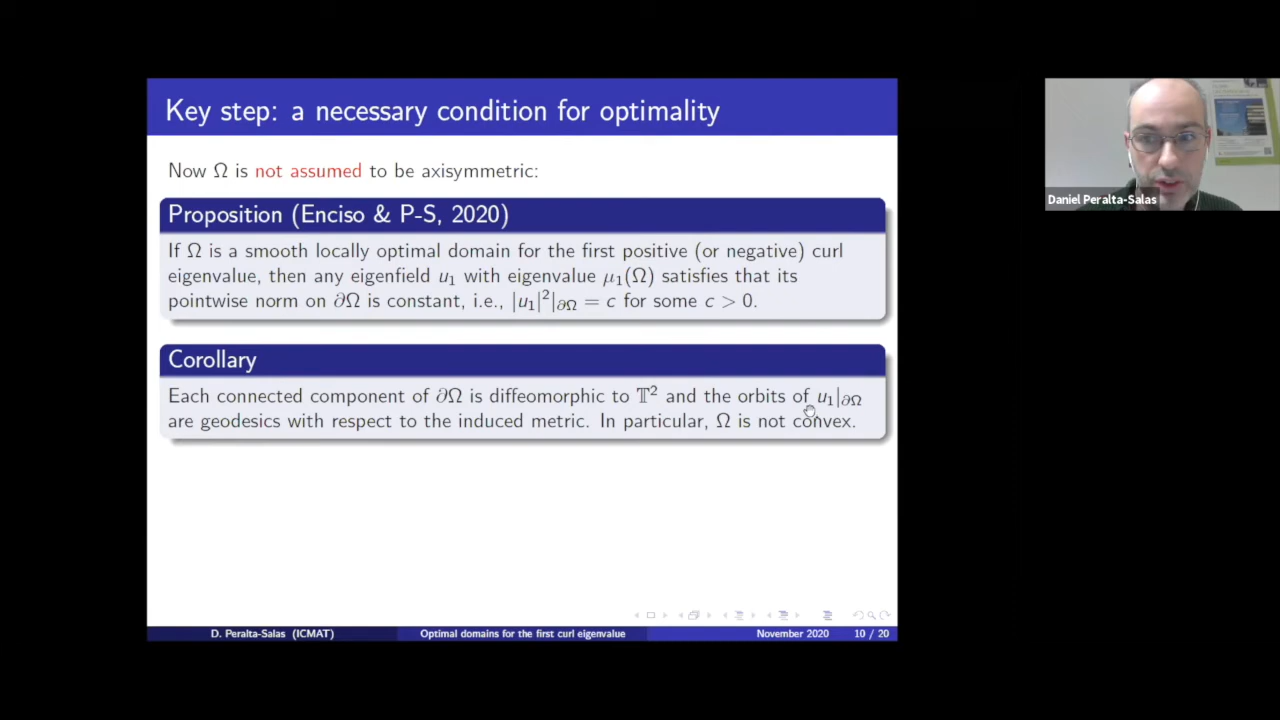 Key step: a necessary condition for optimality
Now Ω is not assumed to be axisymmetric:
Proposition (Enciso & P-S, 2020)
If Ω is a smooth locally optimal domain for the first positive (or negative) curl
eigenvalue, then any eigenfield u₁ with eigenvalue μ₁(Ω) satisfies that its
pointwise norm on ∂Ω is constant, i.e., |u₁|²|∂Ω = c for some c > 0.
Corollary
Each connected component of ∂Ω is diffeomorphic to 𝕋² and the orbits of u₁|∂Ω
are geodesics with respect to the induced metric. In particular, Ω is not convex.
D. Peralta-Salas (ICMAT) Optimal domains for the first curl eigenvalue November 2020 10 / 20
Daniel Peralta-Salas